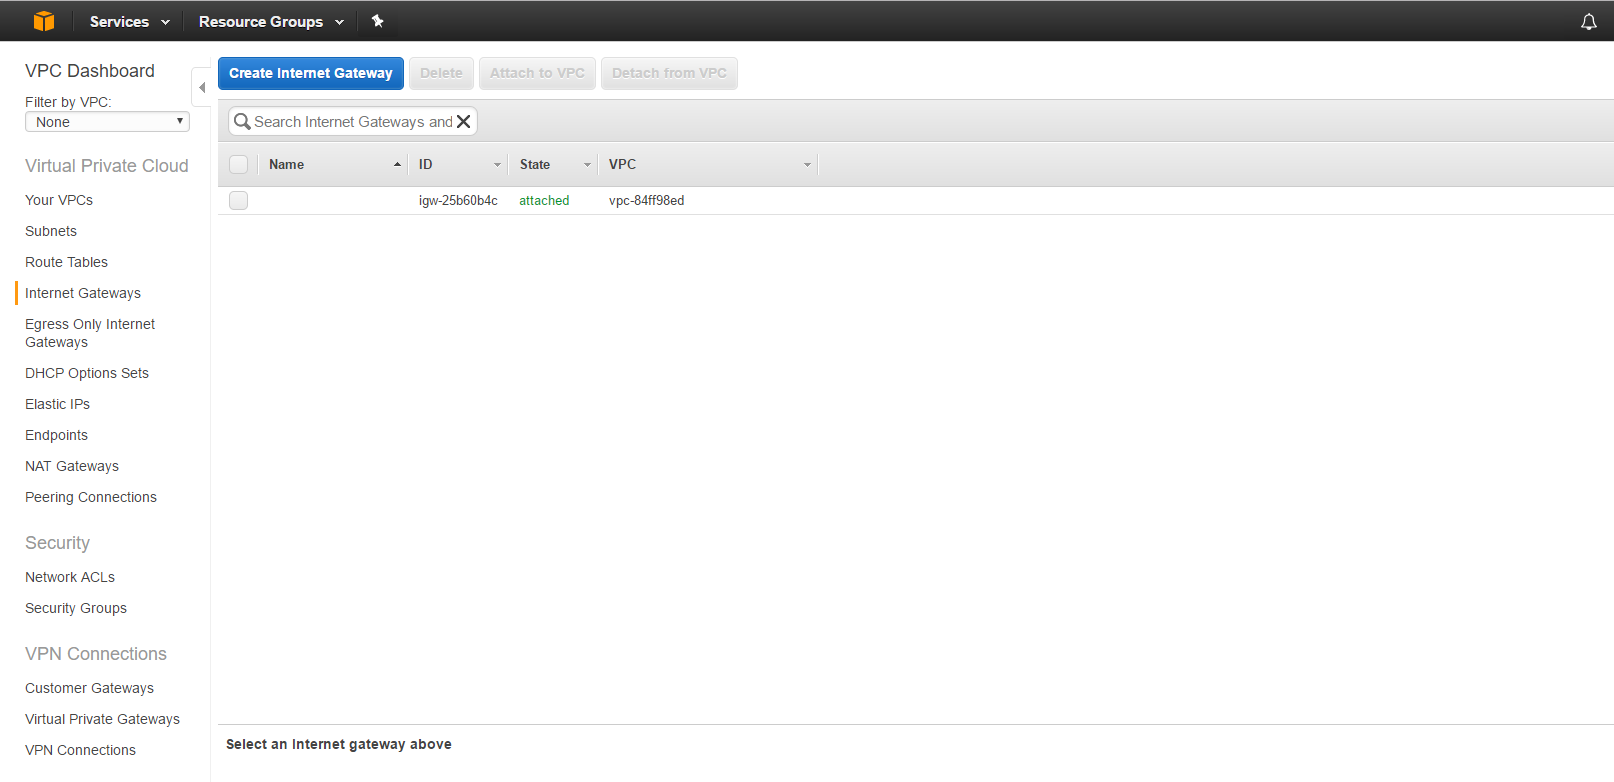 Services Resource Groups
VPC Dashboard
Filter by VPC:
None
Virtual Private Cloud
Your VPCs
Subnets
Route Tables
Internet Gateways
Egress Only Internet
Gateways
DHCP Options Sets
Elastic IPs
Endpoints
NAT Gateways
Peering Connections
Security
Network ACLs
Security Groups
VPN Connections
Customer Gateways
Virtual Private Gateways
VPN Connections
Create Internet Gateway Delete Attach to VPC Detach from VPC
Search Internet Gateways and
Name ID State VPC
igw-25b60b4c attached vpc-84ff98ed
Select an Internet gateway above